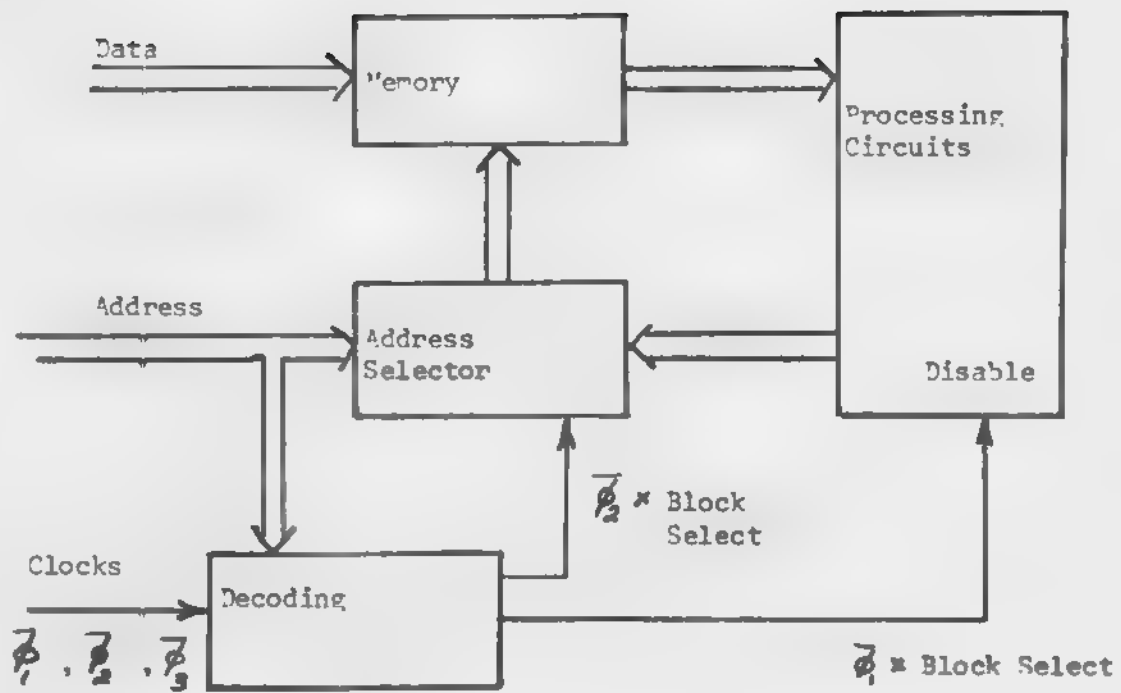 Data
Memory
Processing
Circuits
Address
Address
Selector
Disable
φ̅₂ * Block
Select
Clocks
Decoding
φ̅₁ , φ̅₂ , φ̅₃
φ̅₁ * Block Select